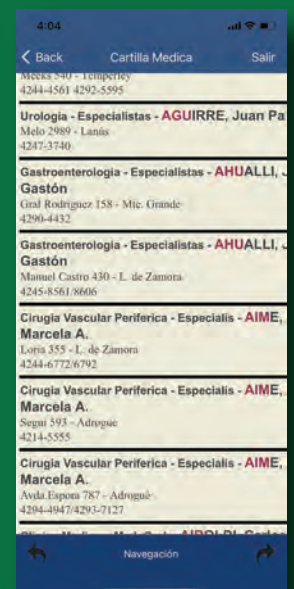 4:04
Back Cartilla Medica Salir
Meeks 540 - Temperley
4244-4561 4292-5595
Urologia - Especialistas - AGUIRRE, Juan Pa
Melo 2989 - Lanús
4247-3740
Gastroenterologia - Especialistas - AHUALLI, J
Gastón
Gral Rodriguez 158 - Mte. Grande
4290-4432
Gastroenterologia - Especialistas - AHUALLI, J
Gastón
Manuel Castro 430 - L. de Zamora
4245-8561/8606
Cirugia Vascular Periferica - Especialis - AIME,
Marcela A.
Loria 355 - L. de Zamora
4244-6772/6792
Cirugia Vascular Periferica - Especialis - AIME,
Marcela A.
Segui 593 - Adrogué
4214-5555
Cirugia Vascular Periferica - Especialis - AIME,
Marcela A.
Avda.Espora 787 - Adrogué
4294-4947/4293-7127
Navegación